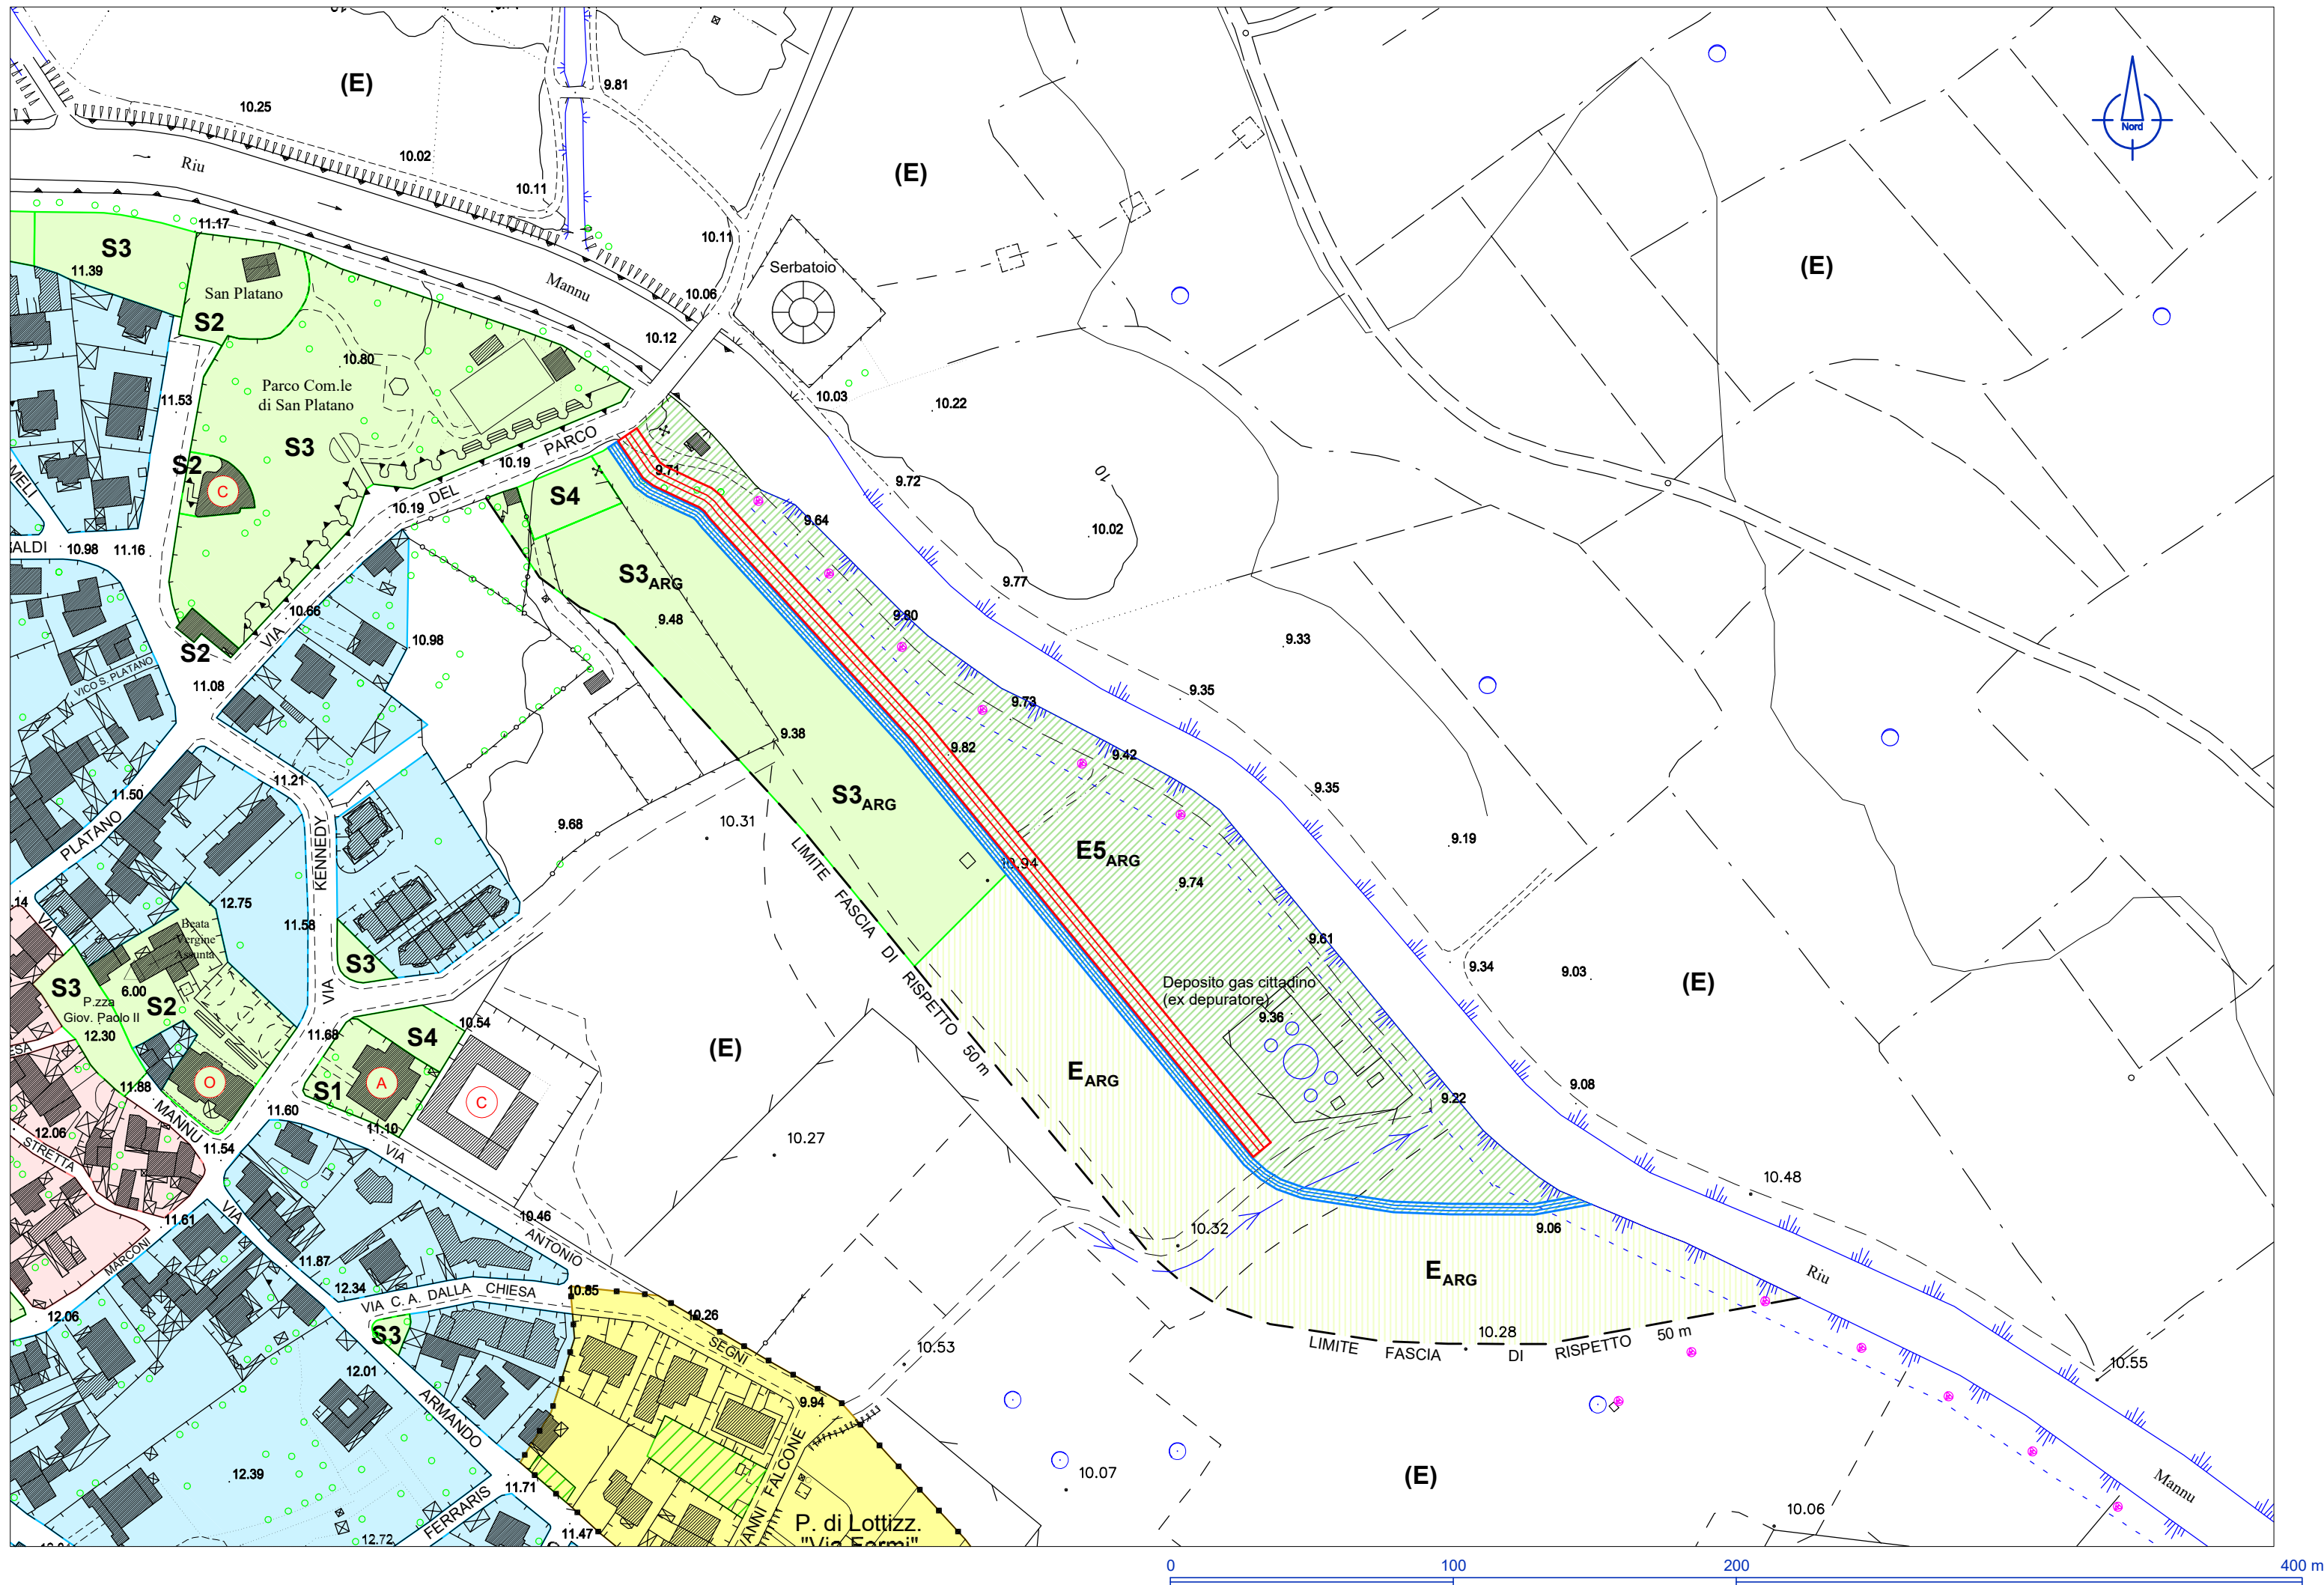 (E)
9.81
10.25
10.02
Riu
10.11
Nord
(E)
11.17
S3
11.39
10.11
Serbatoio
(E)
San Platano
Mannu
10.06
S2
10.12
10.80
Parco Com.le
di San Platano
11.53
10.03
10.22
S3
PARCO
S2
C
10.19
9.71
MELI
DEL
S4
9.72
10
10.19
9.64
10.02
ALDI
10.98
11.16
S3ARG
9.77
10.66
9.48
9.80
VIA
10.98
9.33
S2
VICO S. PLATANO
11.08
9.35
9.73
9.38
9.82
9.42
11.21
11.50
S3ARG
9.35
PLATANO
9.68
10.31
KENNEDY
LIMITE FASCIA DI RISPETTO 50 m
9.19
E5ARG
10.94
9.74
14
VIA
12.75
Beata
Vergine
Assunta
11.58
9.61
S3
9.34
9.03
(E)
S3
P.zza
Giov. Paolo II
6.00
S2
VIA
Deposito gas cittadino
(ex depuratore)
9.36
12.30
11.68
10.54
S4
ESA
(E)
EARG
11.88
O
A
S1
C
9.08
9.22
MANNU
11.60
12.06
11.10
STRETTA
11.54
VIA
10.27
10.48
11.61
VIA
10.46
10.32
9.06
MARCONI
ANTONIO
11.87
EARG
Riu
12.34
VIA C. A. DALLA CHIESA
10.85
12.06
10.26
S3
SEGNI
10.28
LIMITE FASCIA DI RISPETTO 50 m
10.53
10.55
12.01
ARMANDO
9.94
12.39
10.07
(E)
Mannu
FERRARIS
11.71
ANNI FALCONE
10.06
12.72
11.47
P. di Lottizz.
"Via Fermi"
0
100
200
400 m